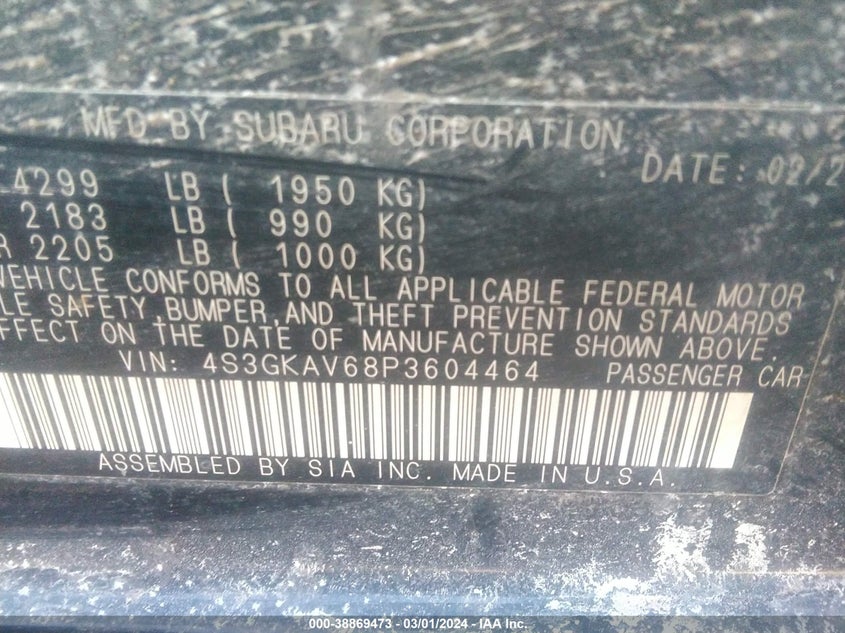 MFD BY SUBARU CORPORATION
DATE: 02/2
4299 LB ( 1950 KG)
2183 LB ( 990 KG)
R 2205 LB ( 1000 KG)
VEHICLE CONFORMS TO ALL APPLICABLE FEDERAL MOTOR
LE SAFETY,BUMPER,AND THEFT PREVENTION STANDARDS
EFFECT ON THE DATE OF MANUFACTURE SHOWN ABOVE.
VIN: 4S3GKAV68P3604464 PASSENGER CAR
ASSEMBLED BY SIA INC. MADE IN U.S.A.
000-38869473 - 03/01/2024 - IAA Inc.